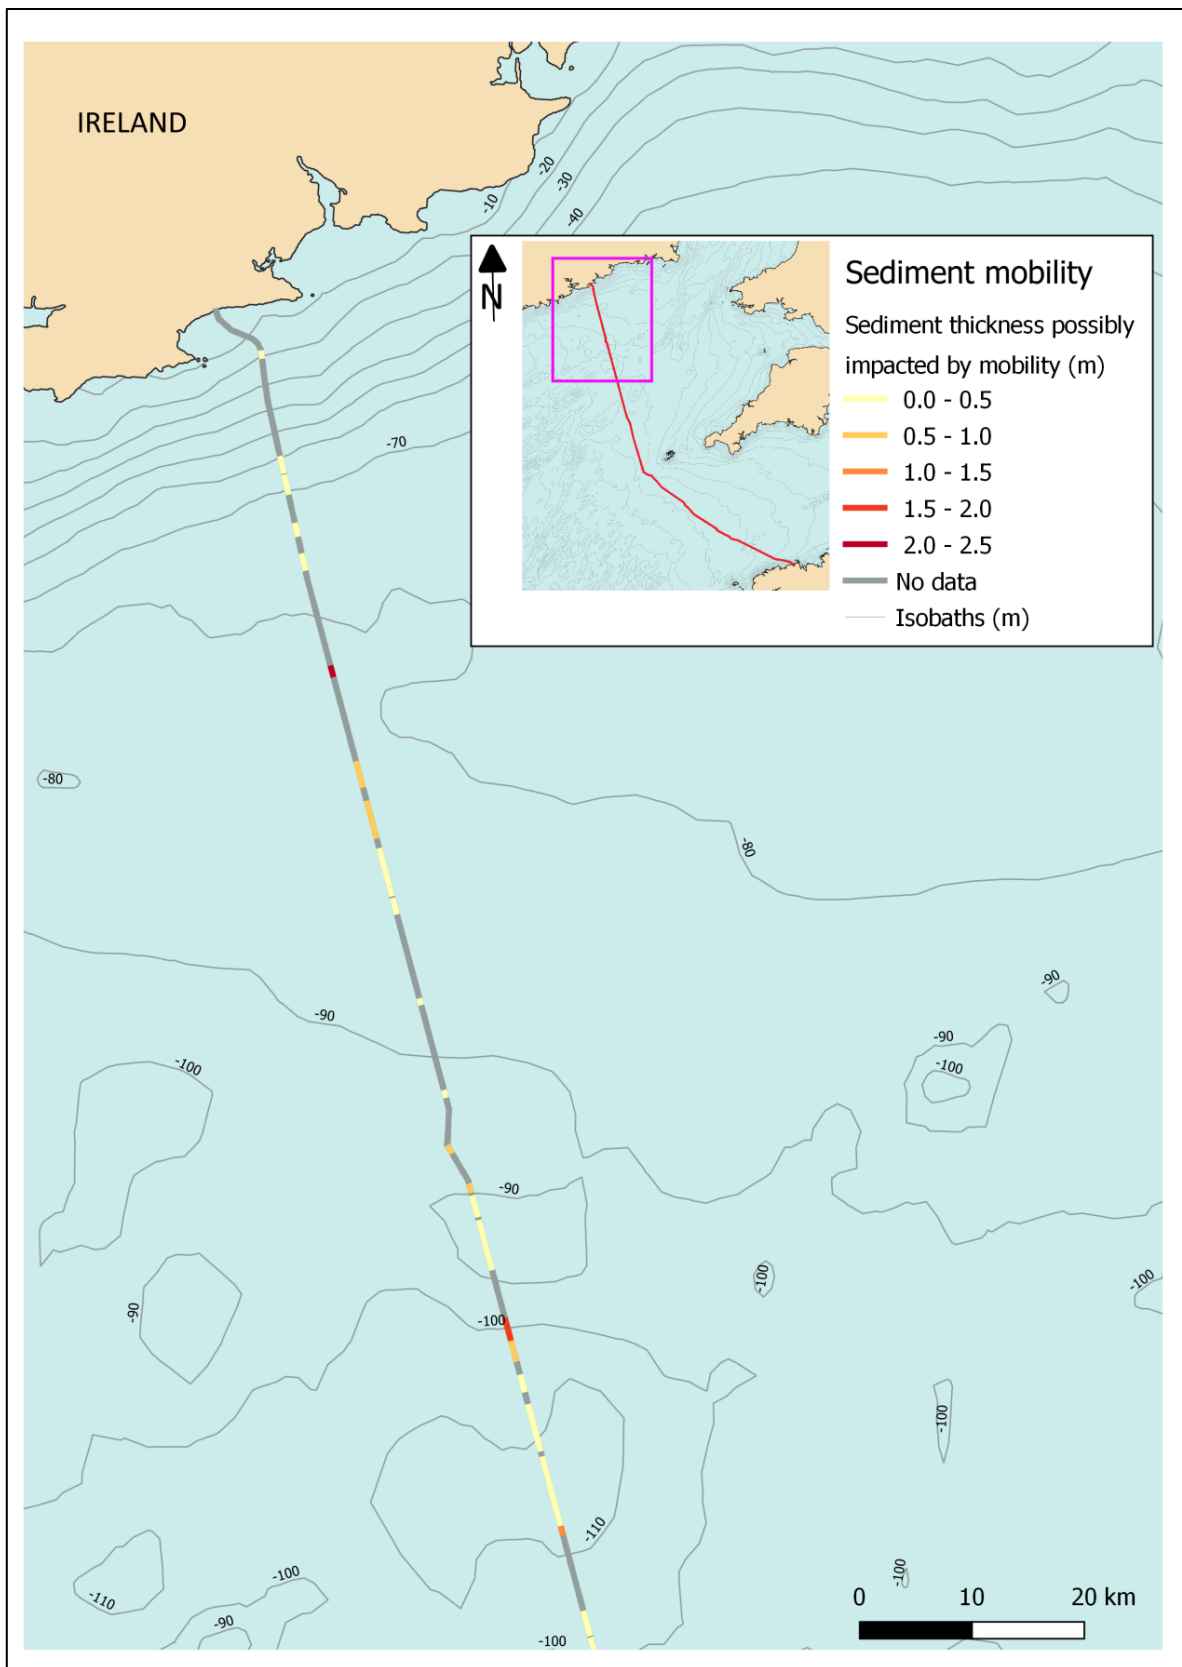 IRELAND
-20
-30
-10
-40
N
Sediment mobility
Sediment thickness possibly
impacted by mobility (m)
0.0 - 0.5
0.5 - 1.0
1.0 - 1.5
1.5 - 2.0
2.0 - 2.5
No data
Isobaths (m)
-70
-80
-80
-90
-90
-90
-100
-100
-90
-100
-100
-90
-100
-100
-110
-100
-100
-110
-90
-100
0 10 20 km